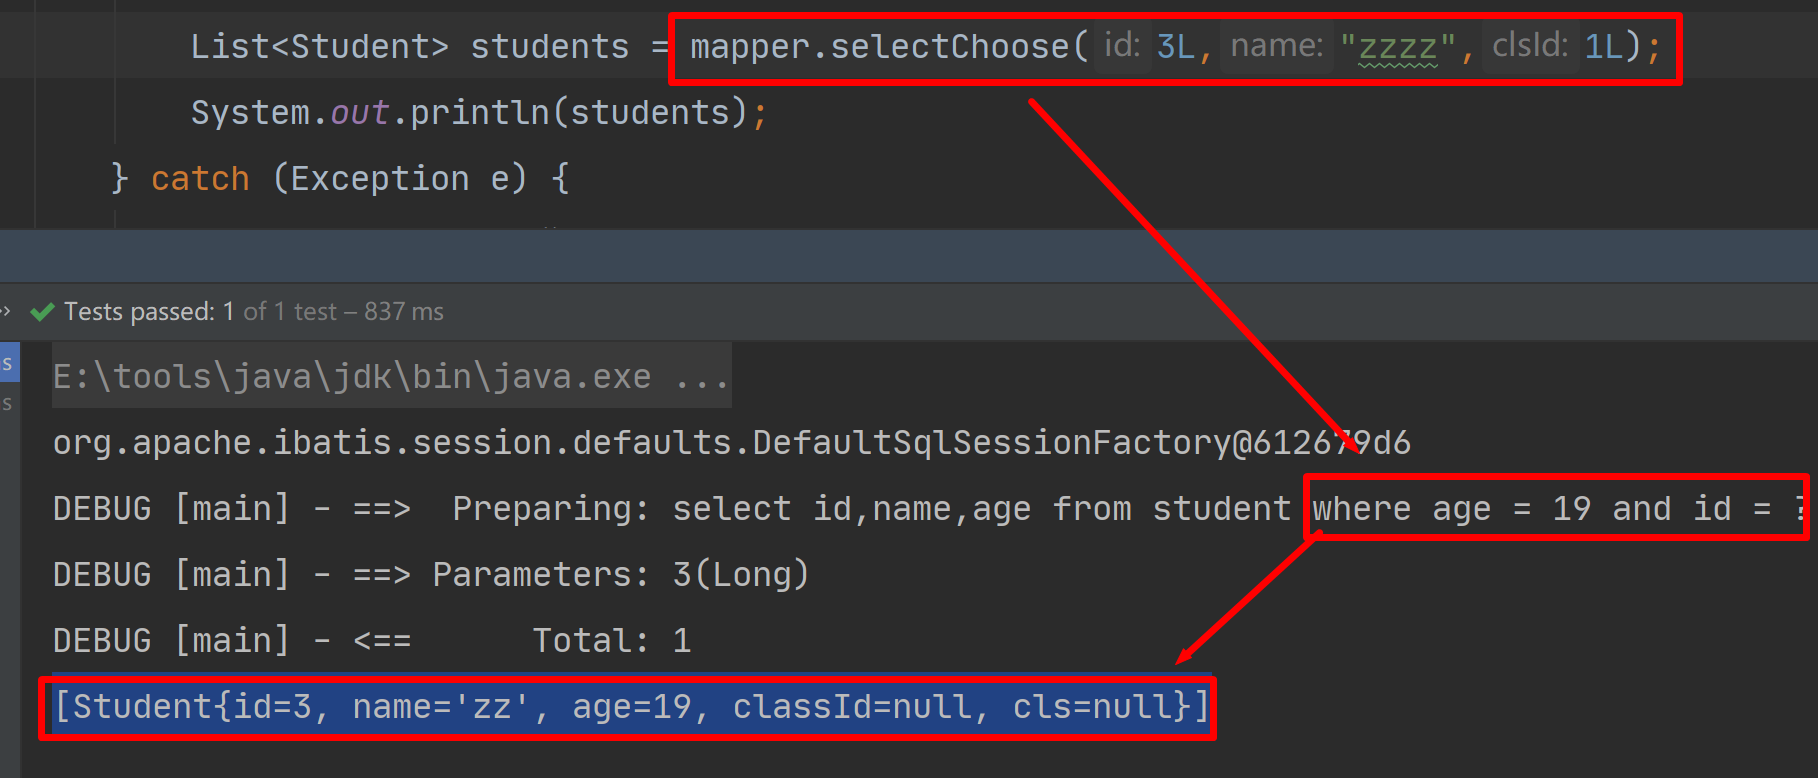 List<Student> students = mapper.selectChoose( id: 3L, name: "zzzz", clsId: 1L);
System.out.println(students);
} catch (Exception e) {
Tests passed: 1 of 1 test – 837 ms
E:\tools\java\jdk\bin\java.exe ...
org.apache.ibatis.session.defaults.DefaultSqlSessionFactory@612679d6
DEBUG [main] - ==>  Preparing: select id,name,age from student where age = 19 and id = ?
DEBUG [main] - ==> Parameters: 3(Long)
DEBUG [main] - <==      Total: 1
[Student{id=3, name='zz', age=19, classId=null, cls=null}]